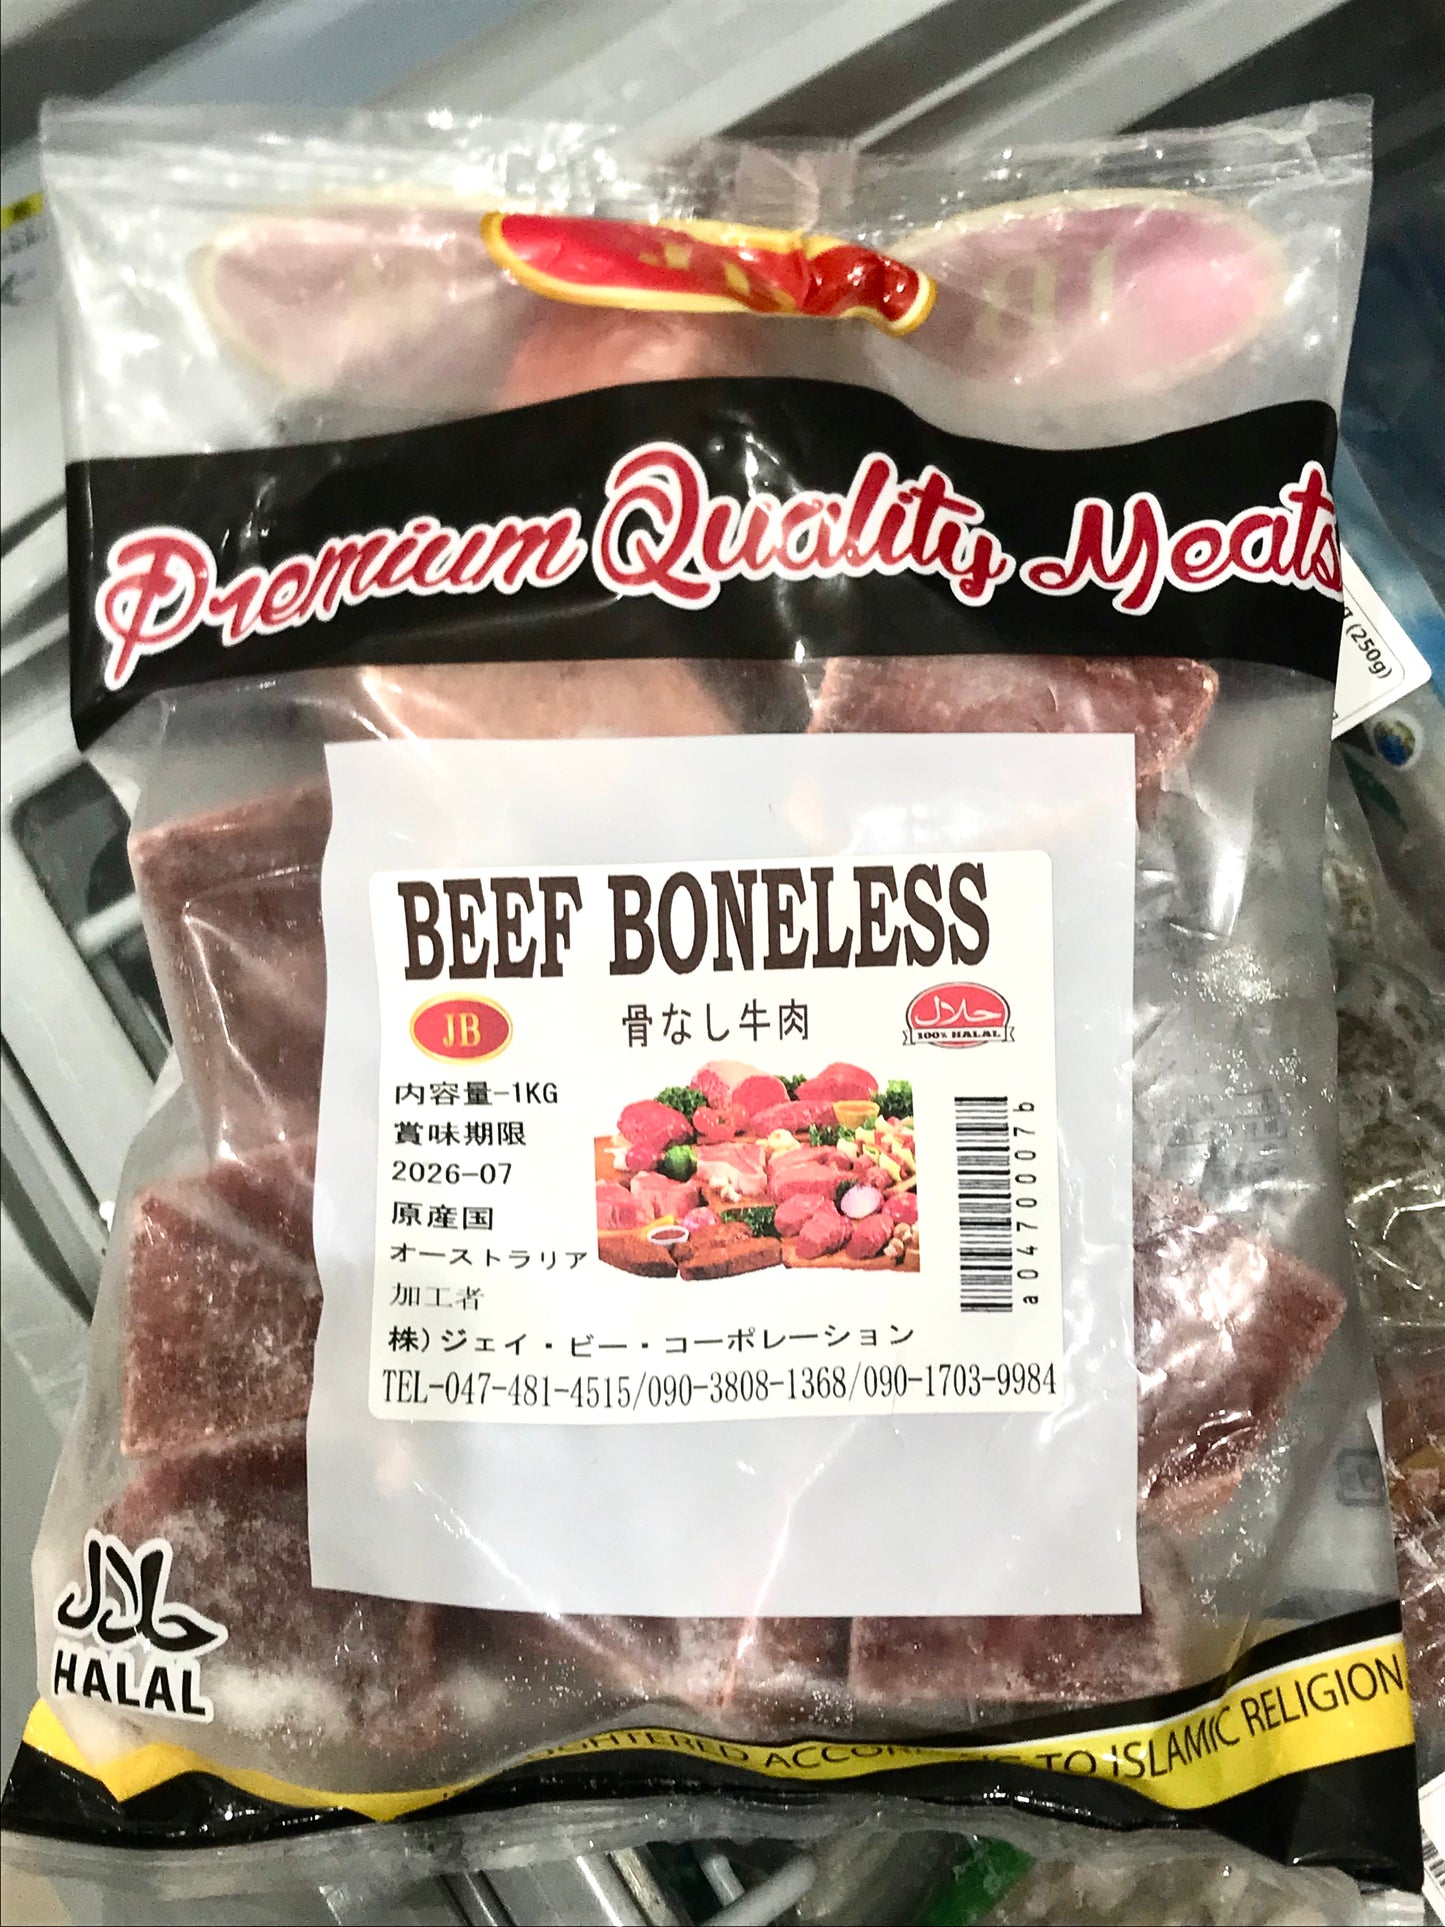 JB
Premium Quality Meats
(250g)
BEEF BONELESS
JB
骨なし牛肉
حلال
100% HALAL
内容量-1KG
賞味期限
2026-07
原産国
オーストラリア
加工者
株)ジェイ・ビー・コーポレーション
TEL-047-481-4515/090-3808-1368/090-1703-9984
a04700007b
حلال
HALAL
TO ISLAMIC RELIGION